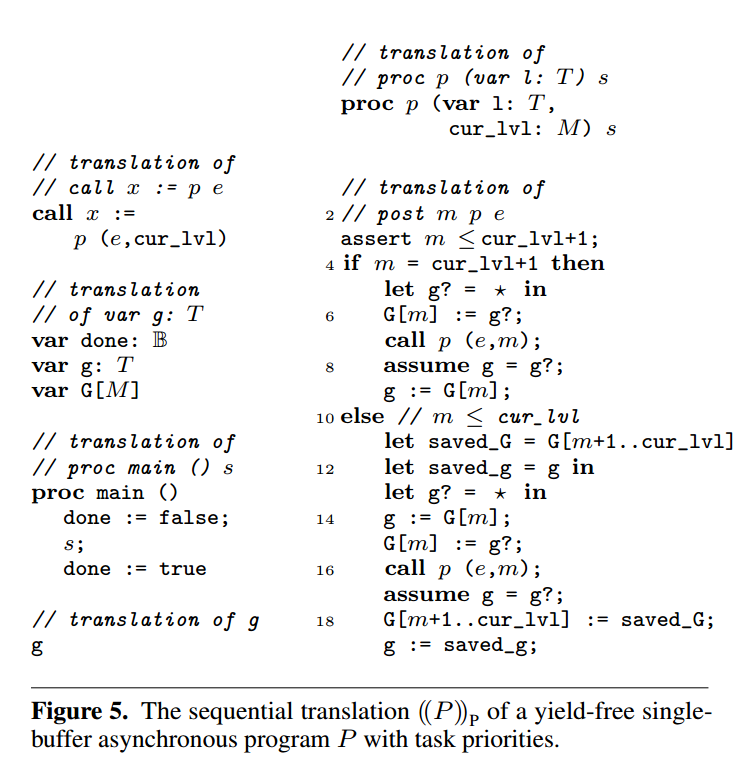 // translation of
// call x := p e
call x :=
p (e,cur_lvl)
// translation
// of var g: T
var done: 𝔹
var g: T
var G[M]
// translation of
// proc main () s
proc main ()
done := false;
s;
done := true
// translation of g
g
// translation of
// proc p (var l: T) s
proc p (var l: T,
cur_lvl: M) s
// translation of
2 // post m p e
assert m ≤ cur_lvl+1;
4 if m = cur_lvl+1 then
let g? = ⋆ in
6 G[m] := g?;
call p (e,m);
8 assume g = g?;
g := G[m];
10 else // m ≤ cur_lvl
let saved_G = G[m+1..cur_lvl]
12 let saved_g = g in
let g? = ⋆ in
14 g := G[m];
G[m] := g?;
16 call p (e,m);
assume g = g?;
18 G[m+1..cur_lvl] := saved_G;
g := saved_g;
Figure 5. The sequential translation ((P))P of a yield-free single-
buffer asynchronous program P with task priorities.